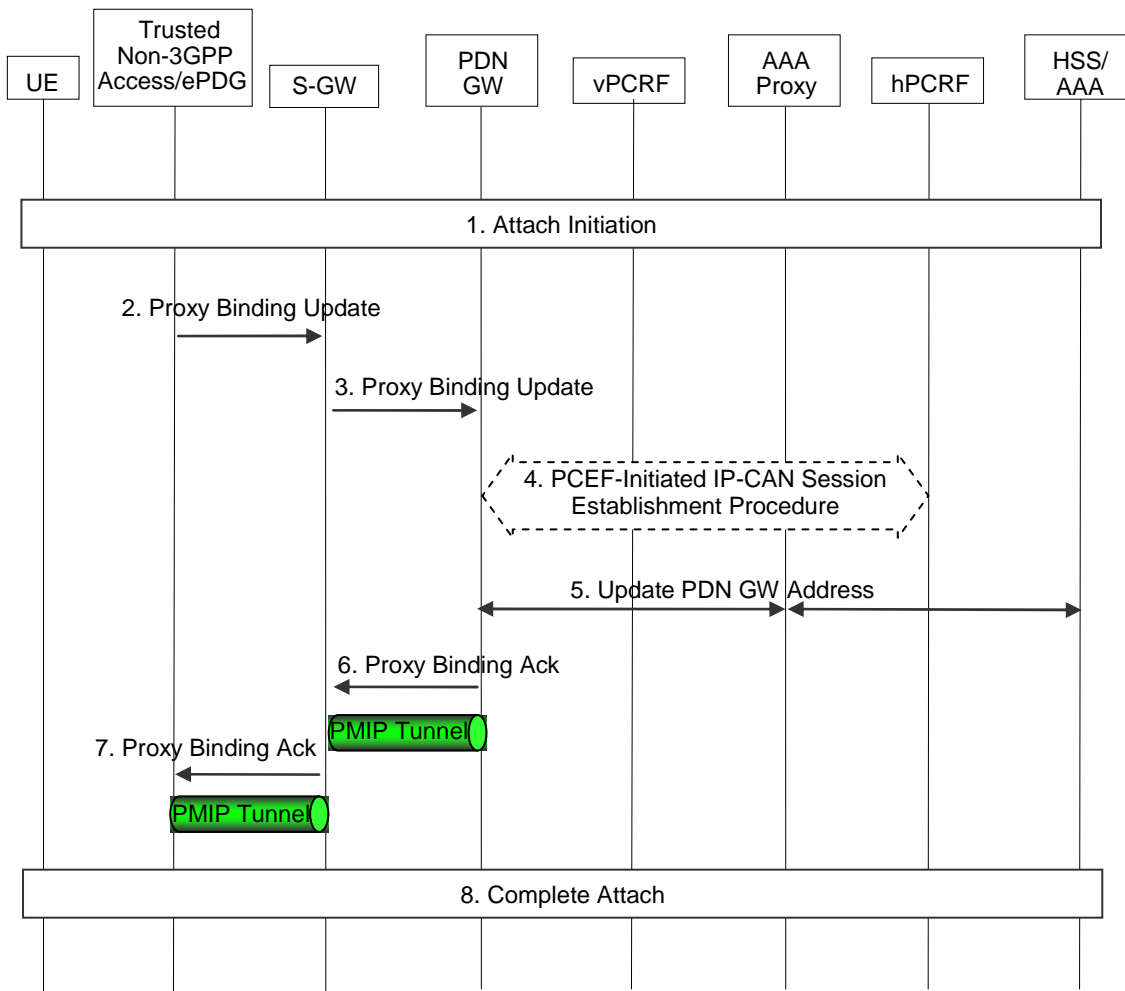 UE
Trusted
Non-3GPP
Access/ePDG
S-GW
PDN
GW
vPCRF
AAA
Proxy
hPCRF
HSS/
AAA
1. Attach Initiation
2. Proxy Binding Update
3. Proxy Binding Update
4. PCEF-Initiated IP-CAN Session
Establishment Procedure
5. Update PDN GW Address
6. Proxy Binding Ack
PMIP Tunnel
7. Proxy Binding Ack
PMIP Tunnel
8. Complete Attach